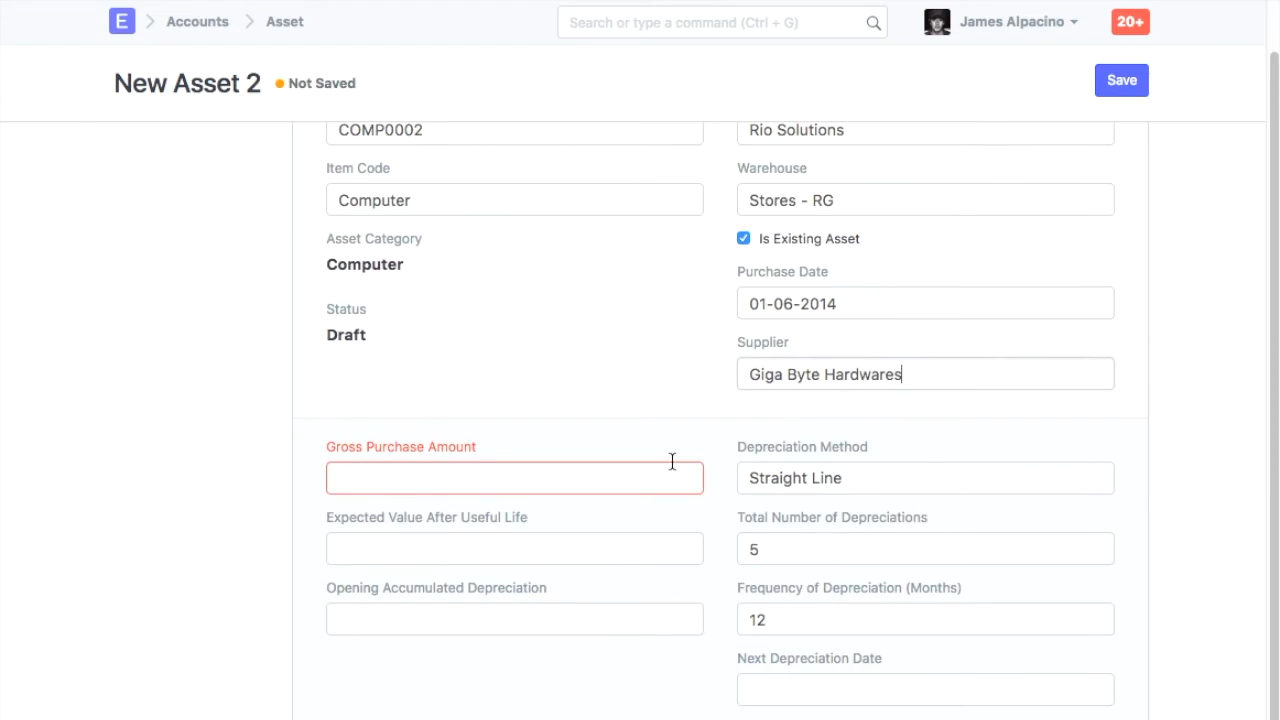 E Accounts Asset Search or type a command (Ctrl + G) James Alpacino 20+
New Asset 2 Not Saved Save
COMP0002 Rio Solutions
Item Code Warehouse
Computer Stores - RG
Asset Category Is Existing Asset
Computer Purchase Date
Status 01-06-2014
Draft Supplier
Giga Byte Hardwares
Gross Purchase Amount Depreciation Method
Straight Line
Expected Value After Useful Life Total Number of Depreciations
5
Opening Accumulated Depreciation Frequency of Depreciation (Months)
12
Next Depreciation Date